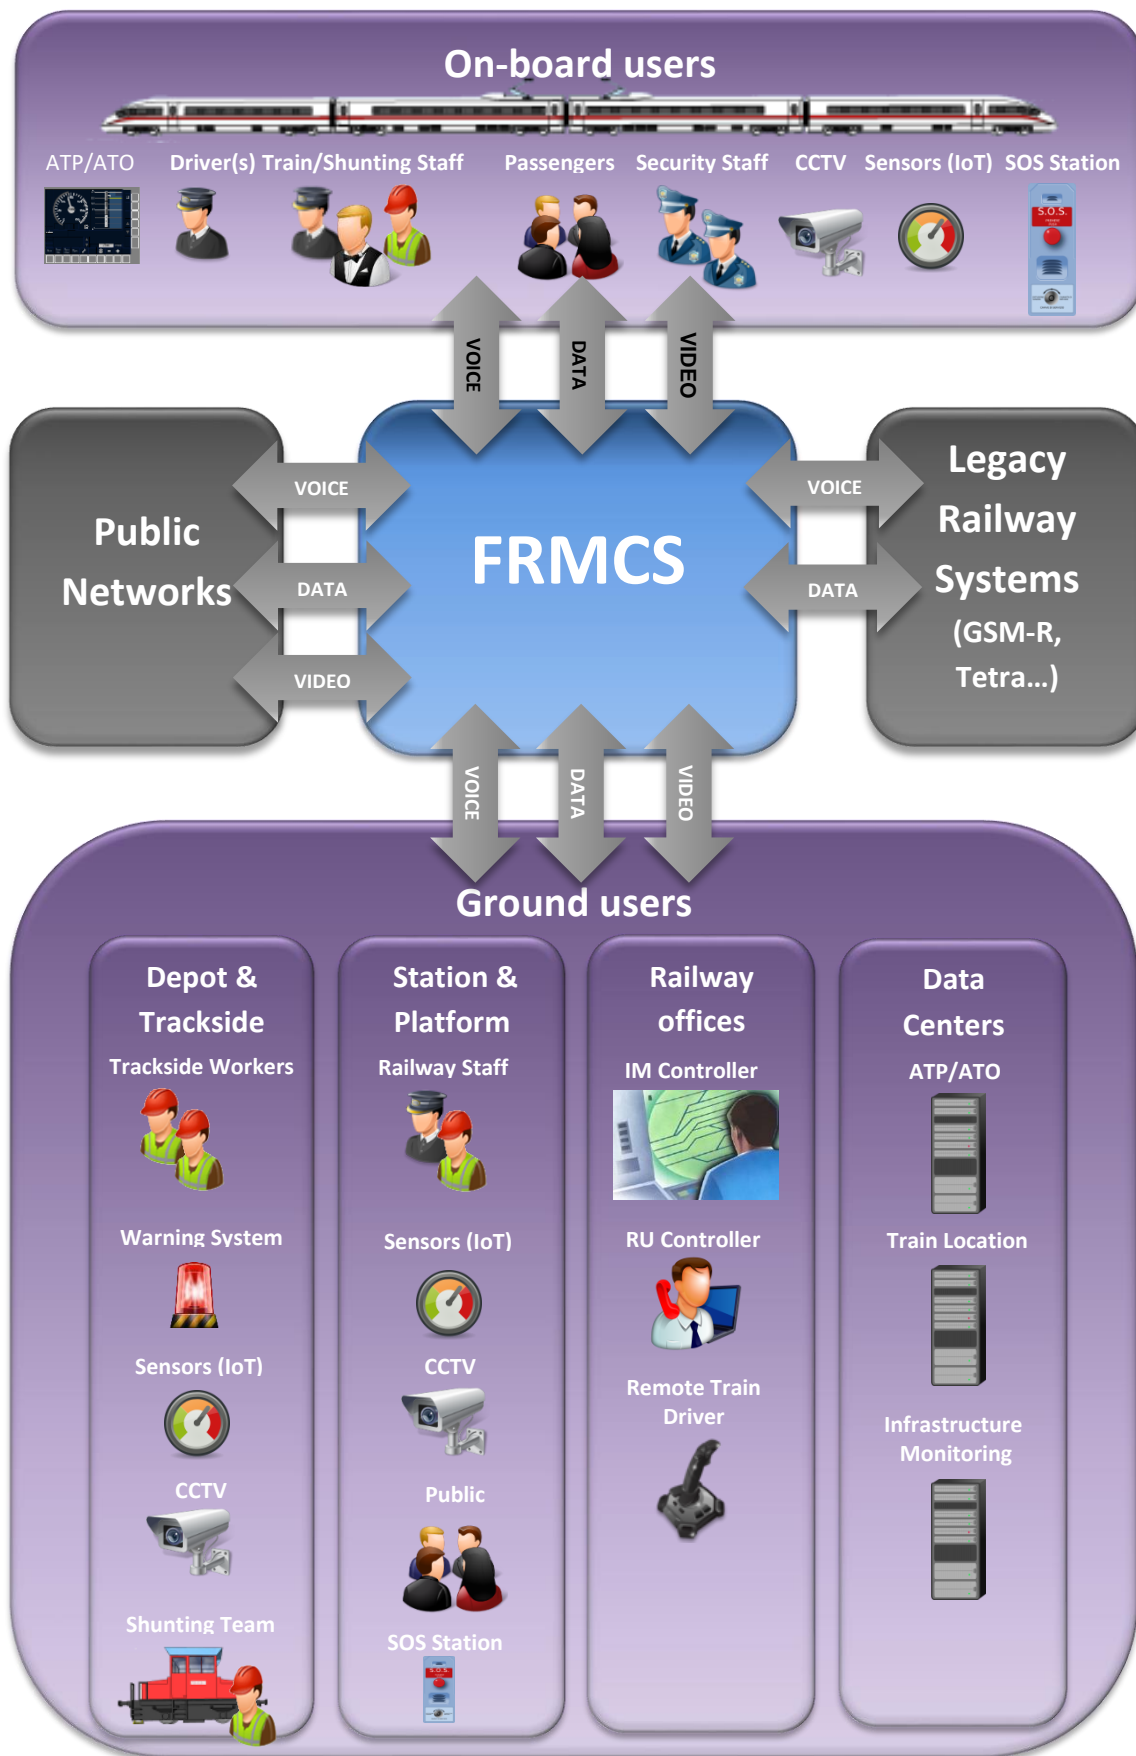 On-board users
ATP/ATO Driver(s) Train/Shunting Staff Passengers Security Staff CCTV Sensors (IoT) SOS Station
S.O.S.
VOICE DATA VIDEO
Public
Networks
VOICE
DATA
VIDEO
FRMCS
VOICE
DATA
Legacy
Railway
Systems
(GSM-R,
Tetra...)
VOICE DATA VIDEO
Ground users
Depot &
Trackside
Trackside Workers
Warning System
Sensors (IoT)
CCTV
Shunting Team
Station &
Platform
Railway Staff
Sensors (IoT)
CCTV
Public
SOS Station
S.O.S.
Railway
offices
IM Controller
RU Controller
Remote Train
Driver
Data
Centers
ATP/ATO
Train Location
Infrastructure
Monitoring